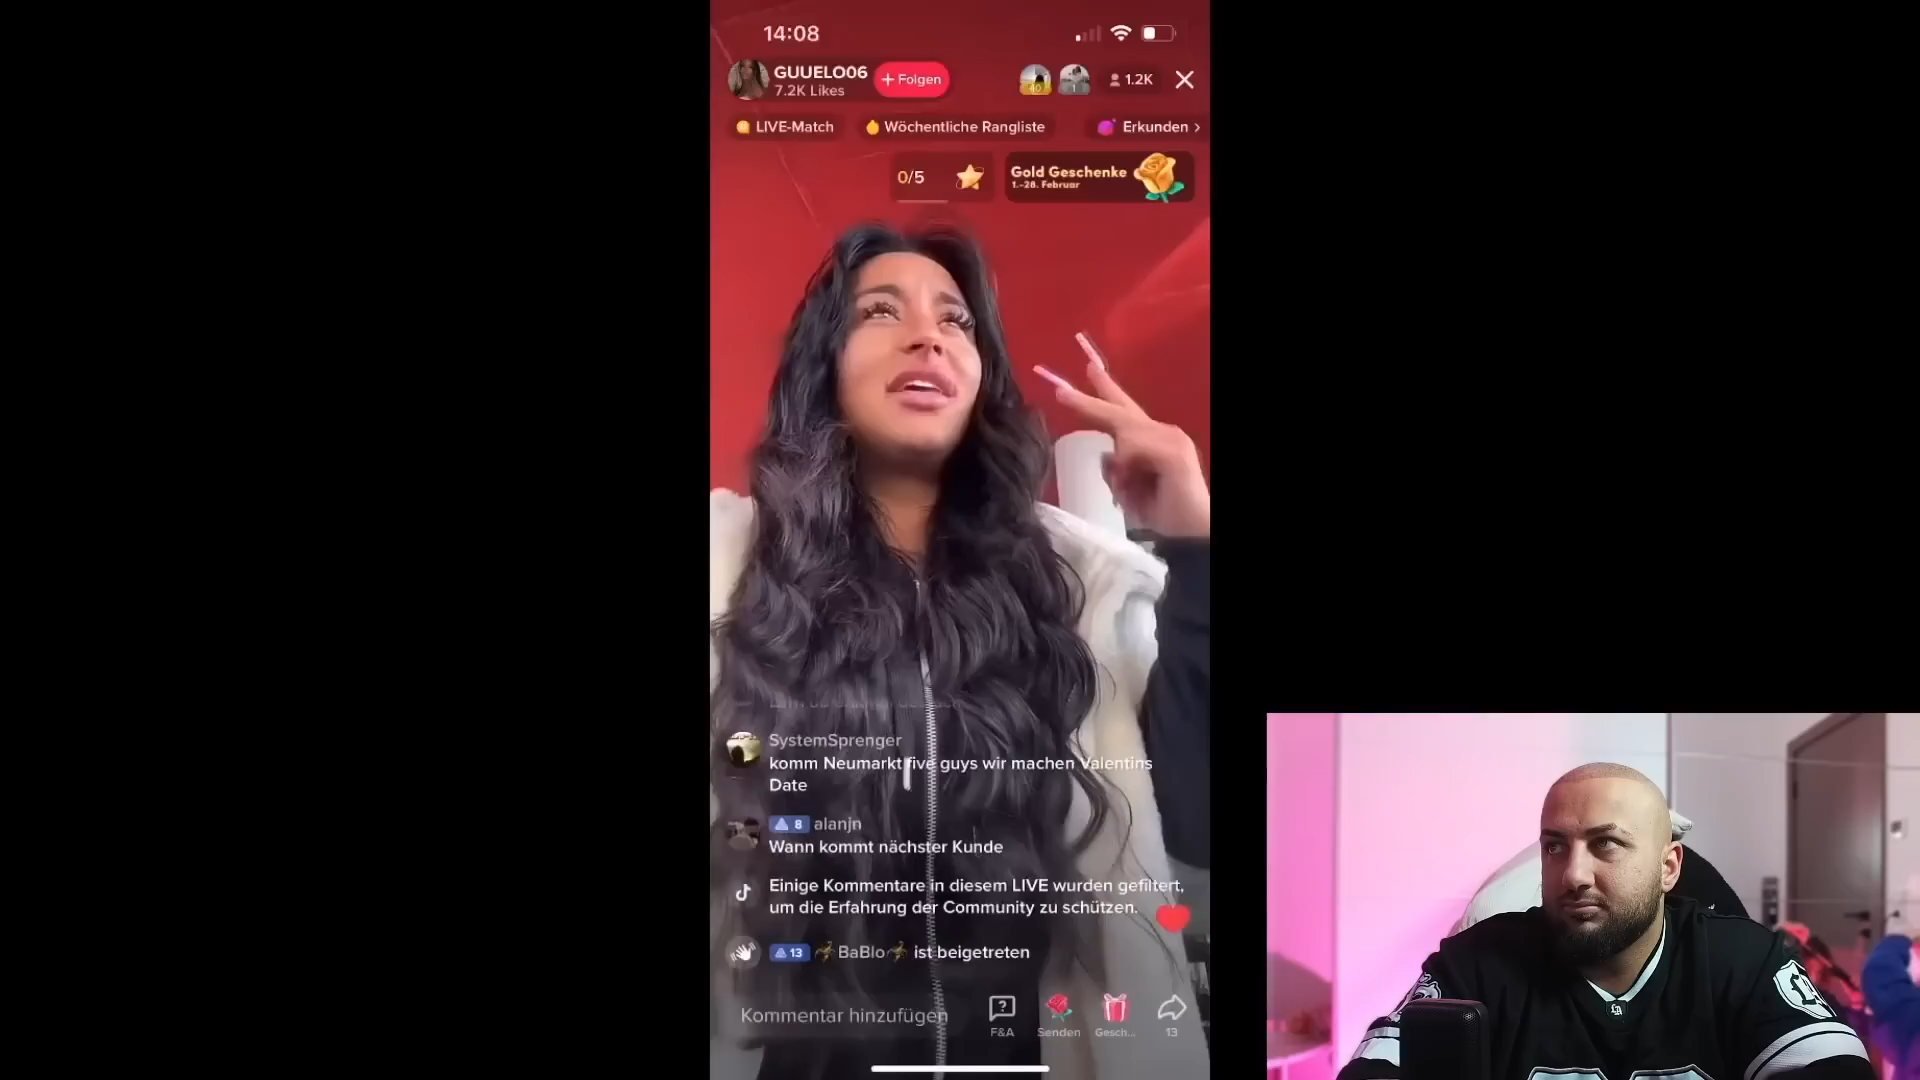 14:08
GUUELO06
7.2K Likes
+ Folgen
40
1
1.2K
LIVE-Match
Wöchentliche Rangliste
Erkunden >
0/5
Gold Geschenke
1.-28. Februar
SystemSprenger
komm Neumarkt five guys wir machen Valentins
Date
8 alanjn
Wann kommt nächster Kunde
Einige Kommentare in diesem LIVE wurden gefiltert,
um die Erfahrung der Community zu schützen.
13 🦂BaBlo🦂 ist beigetreten
Kommentar hinzufügen
F&A
Senden
Gesch...
13